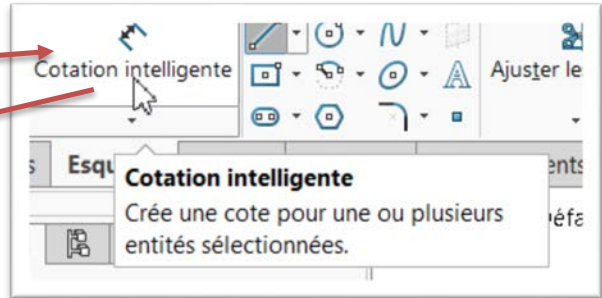 Cotation intelligente
Ajuster le
Esqu
ents
Cotation intelligente
Crée une cote pour une ou plusieurs
entités sélectionnées.
éfa